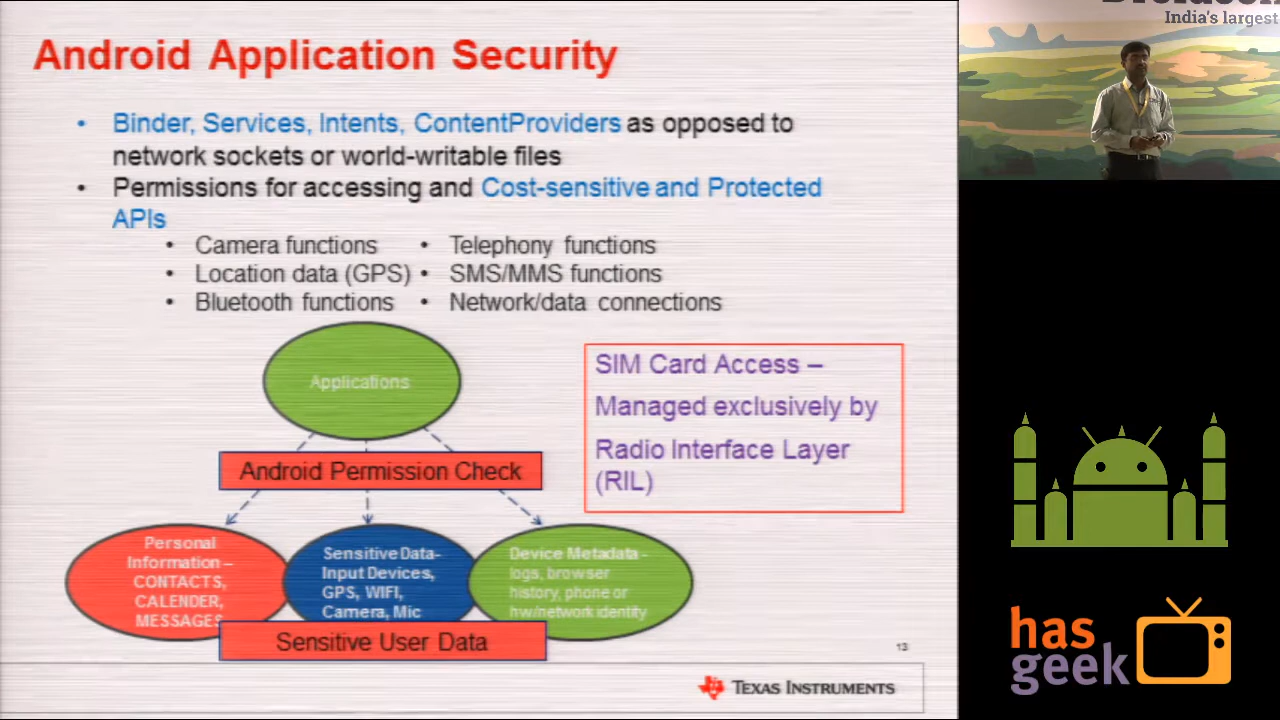 Android Application Security
• Binder, Services, Intents, ContentProviders as opposed to
network sockets or world-writable files
• Permissions for accessing and Cost-sensitive and Protected
APIs
• Camera functions
• Location data (GPS)
• Bluetooth functions
• Telephony functions
• SMS/MMS functions
• Network/data connections
Applications
Android Permission Check
SIM Card Access –
Managed exclusively by
Radio Interface Layer
(RIL)
Personal
Information –
CONTACTS,
CALENDER,
MESSAGES
Sensitive Data-
Input Devices,
GPS, WIFI,
Camera, Mic
Device Metadata -
logs, browser
history, phone or
hw/network identity
Sensitive User Data
13
TEXAS INSTRUMENTS
India's largest
has
geek